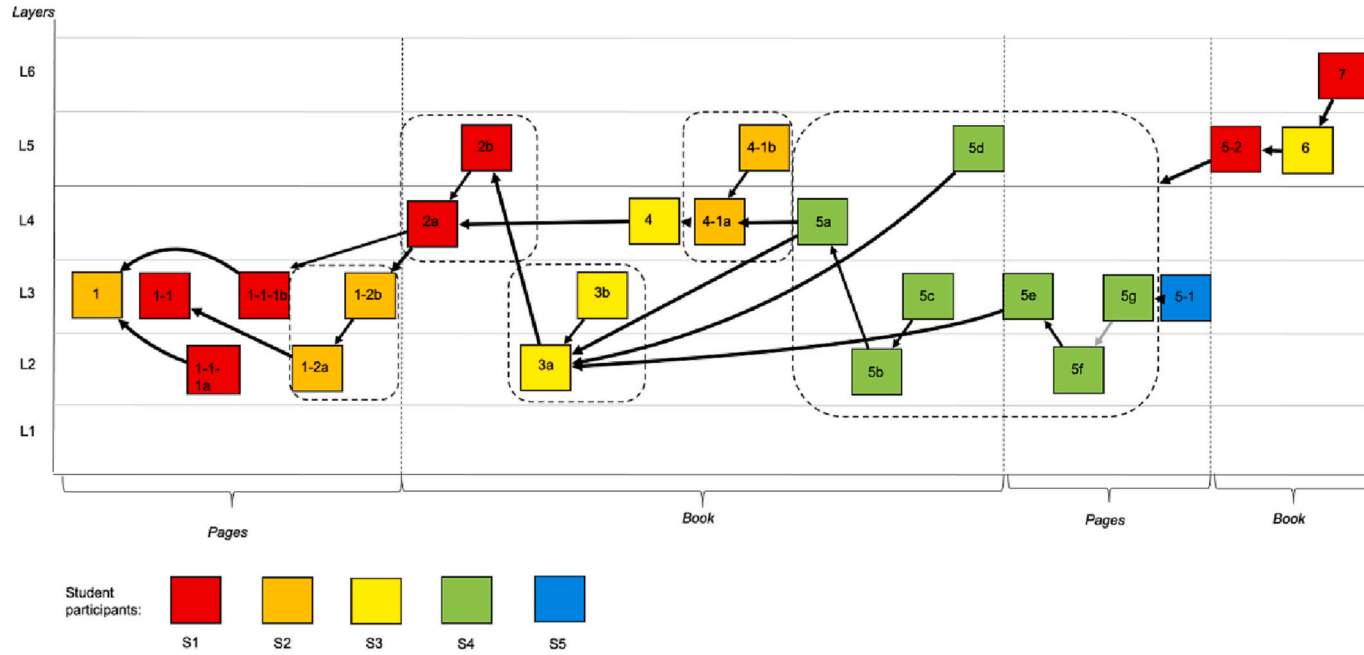 Layers
L6
7
L5
2b
4-1b
5d
5-2
6
L4
2a
4
4-1a
5a
L3
1
1-1
1-1-1b
1-2b
3b
5c
5e
5g
5-1
L2
1-1-
1a
1-2a
3a
5b
5f
L1
Pages
Book
Pages
Book
Student
participants:
S1
S2
S3
S4
S5